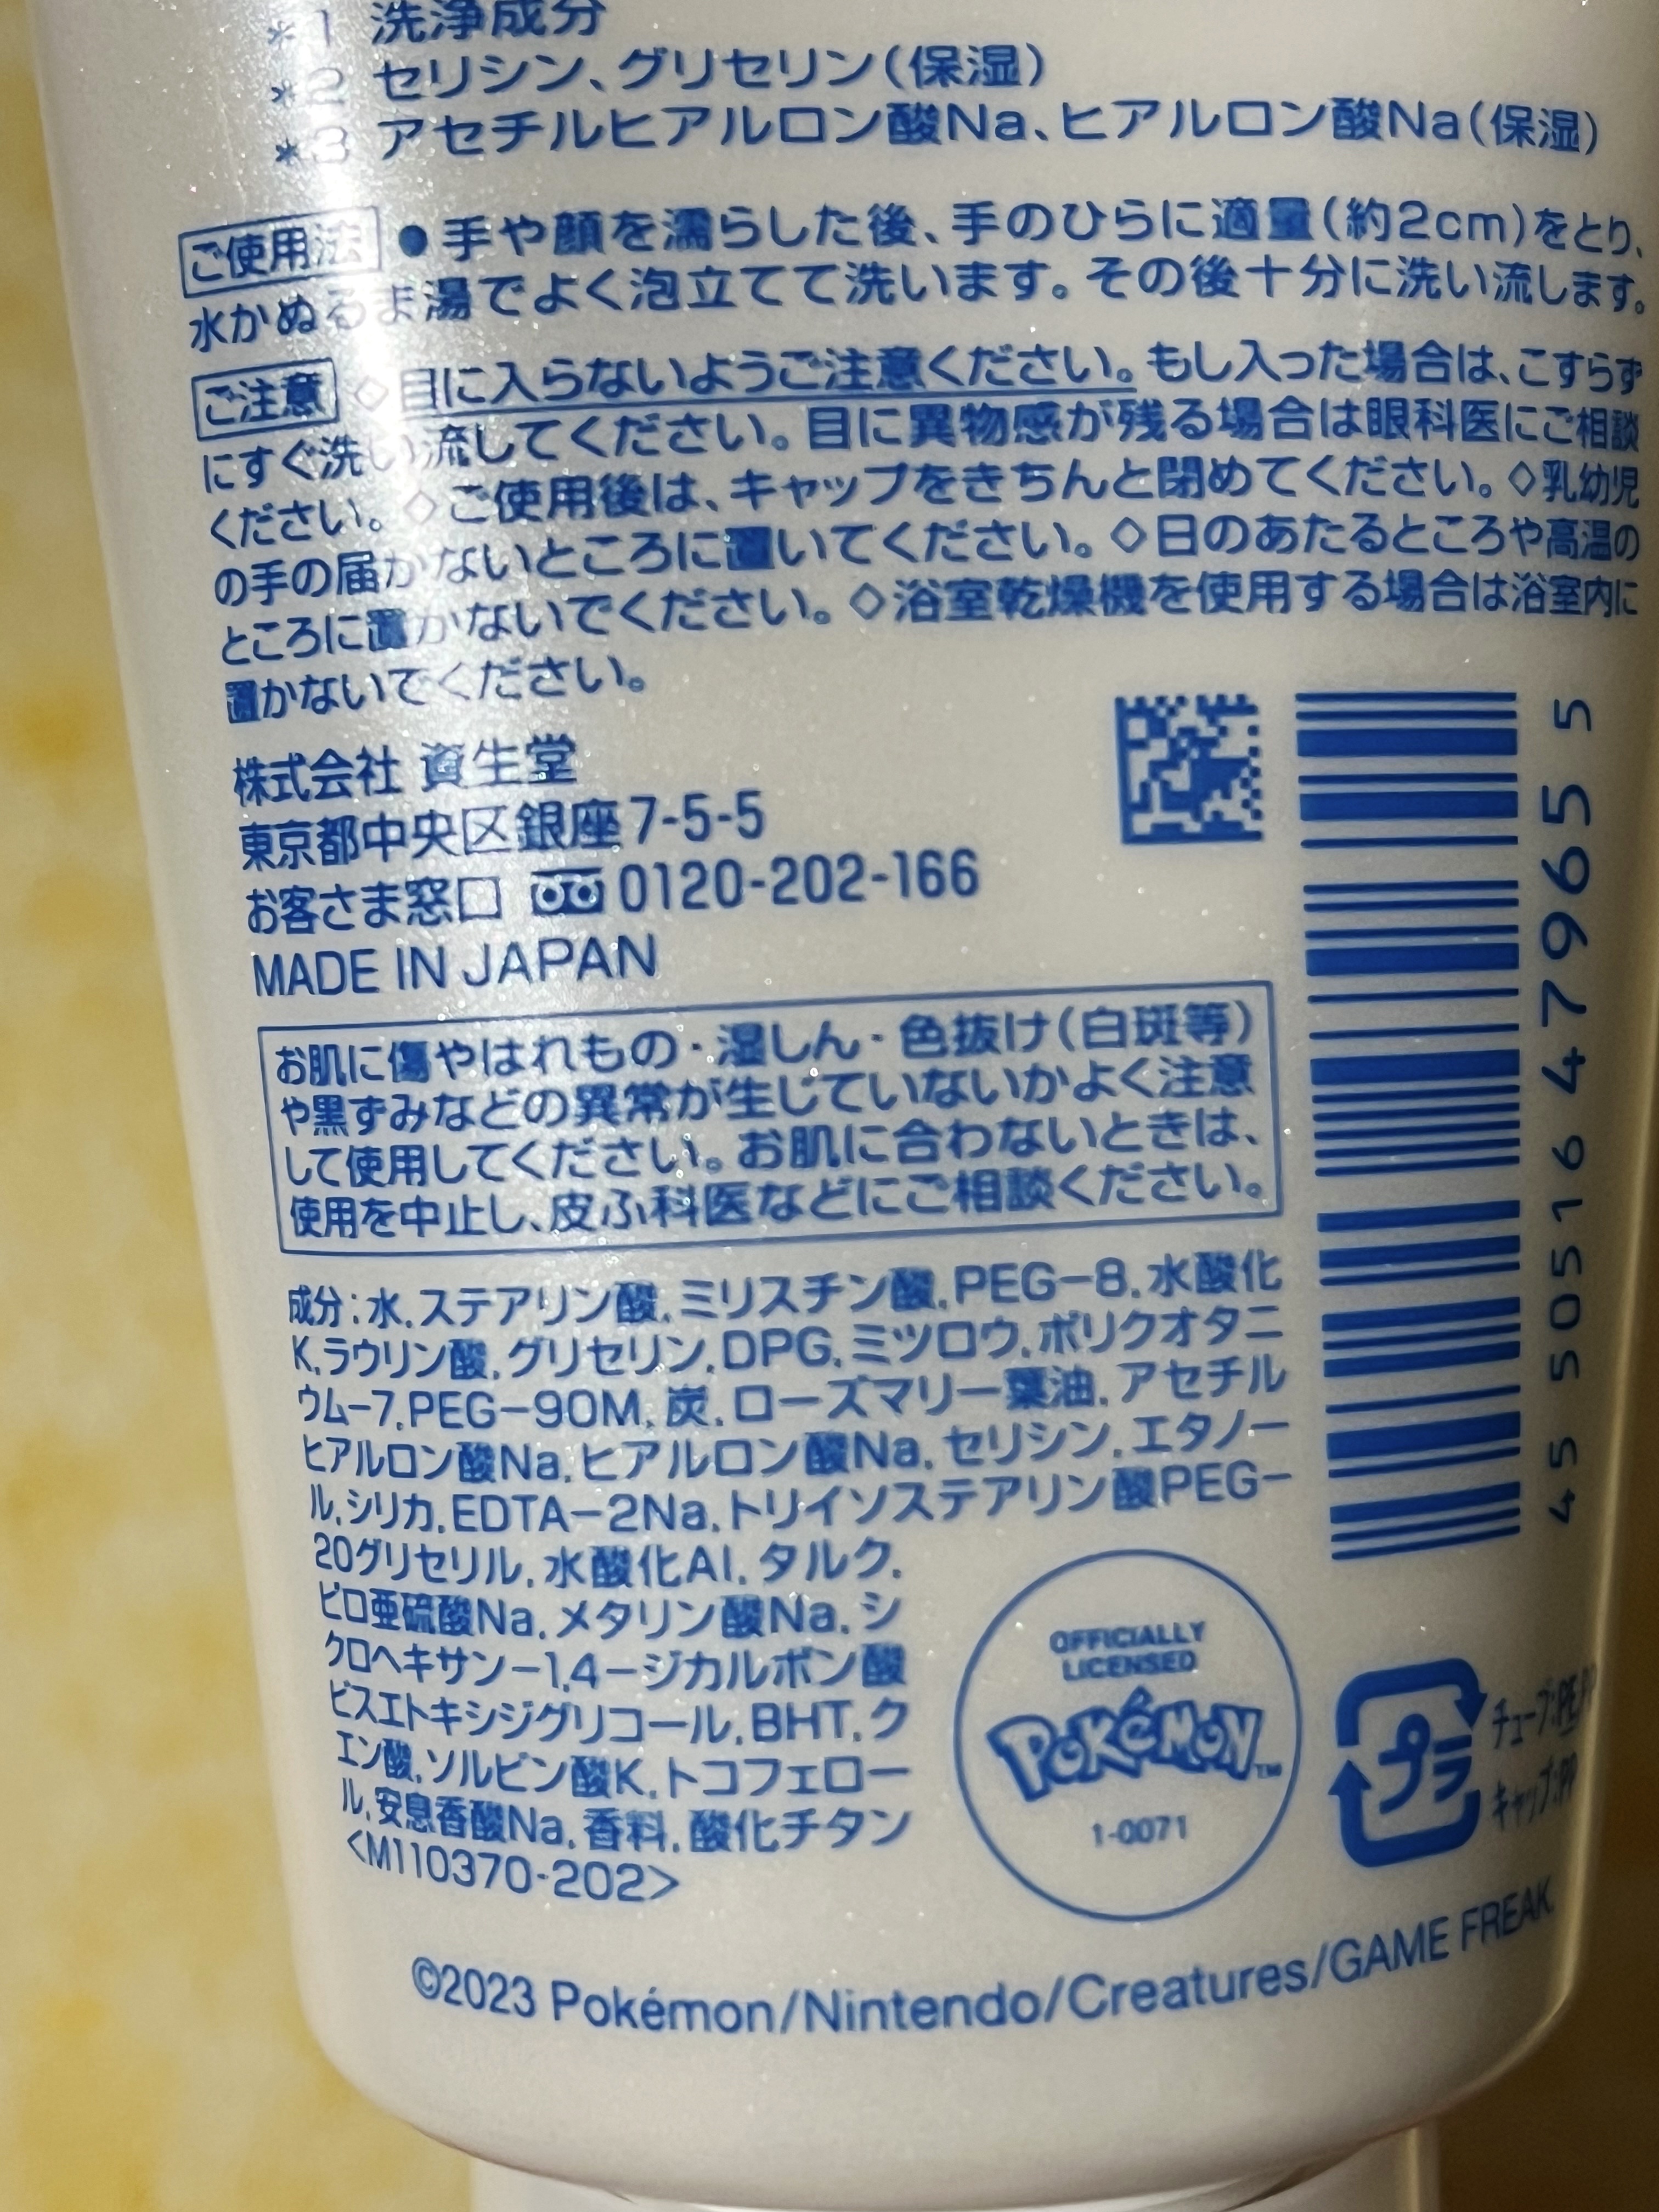 *1 洗浄成分
*2 セリシン、グリセリン(保湿)
*3 アセチルヒアルロン酸Na、ヒアルロン酸Na(保湿)
ご使用法 ●手や顔を濡らした後、手のひらに適量(約2cm)をとり、
水かぬるま湯でよく泡立てて洗います。その後十分に洗い流します。
ご注意 ◇目に入らないようご注意ください。もし入った場合は、こすらず
にすぐ洗い流してください。目に異物感が残る場合は眼科医にご相談
ください。◇ご使用後は、キャップをきちんと閉めてください。◇乳幼児
の手の届かないところに置いてください。◇日のあたるところや高温の
ところに置かないでください。◇浴室乾燥機を使用する場合は浴室内に
置かないでください。
株式会社 資生堂
東京都中央区銀座7-5-5
お客さま窓口 0120-202-166
MADE IN JAPAN
お肌に傷やはれもの・湿しん・色抜け(白斑等)
や黒ずみなどの異常が生じていないかよく注意
して使用してください。お肌に合わないときは、
使用を中止し、皮ふ科医などにご相談ください。
成分:水,ステアリン酸,ミリスチン酸,PEG-8,水酸化
K,ラウリン酸,グリセリン,DPG,ミツロウ,ポリクオタニ
ウム-7,PEG-90M,炭,ローズマリー葉油,アセチル
ヒアルロン酸Na,ヒアルロン酸Na,セリシン,エタノー
ル,シリカ,EDTA-2Na,トリイソステアリン酸PEG-
20グリセリル,水酸化Al,タルク,
ピロ亜硫酸Na,メタリン酸Na,シ
クロヘキサン-1,4-ジカルボン酸
ビスエトキシジグリコール,BHT,ク
エン酸,ソルビン酸K,トコフェロー
ル,安息香酸Na,香料,酸化チタン
<M110370-202>
4550516479655
OFFICIALLY
LICENSED
POKéMON™
1-0071
プラ
チューブ:PE,
キャップ:PP
©2023 Pokémon/Nintendo/Creatures/GAME FREAK.